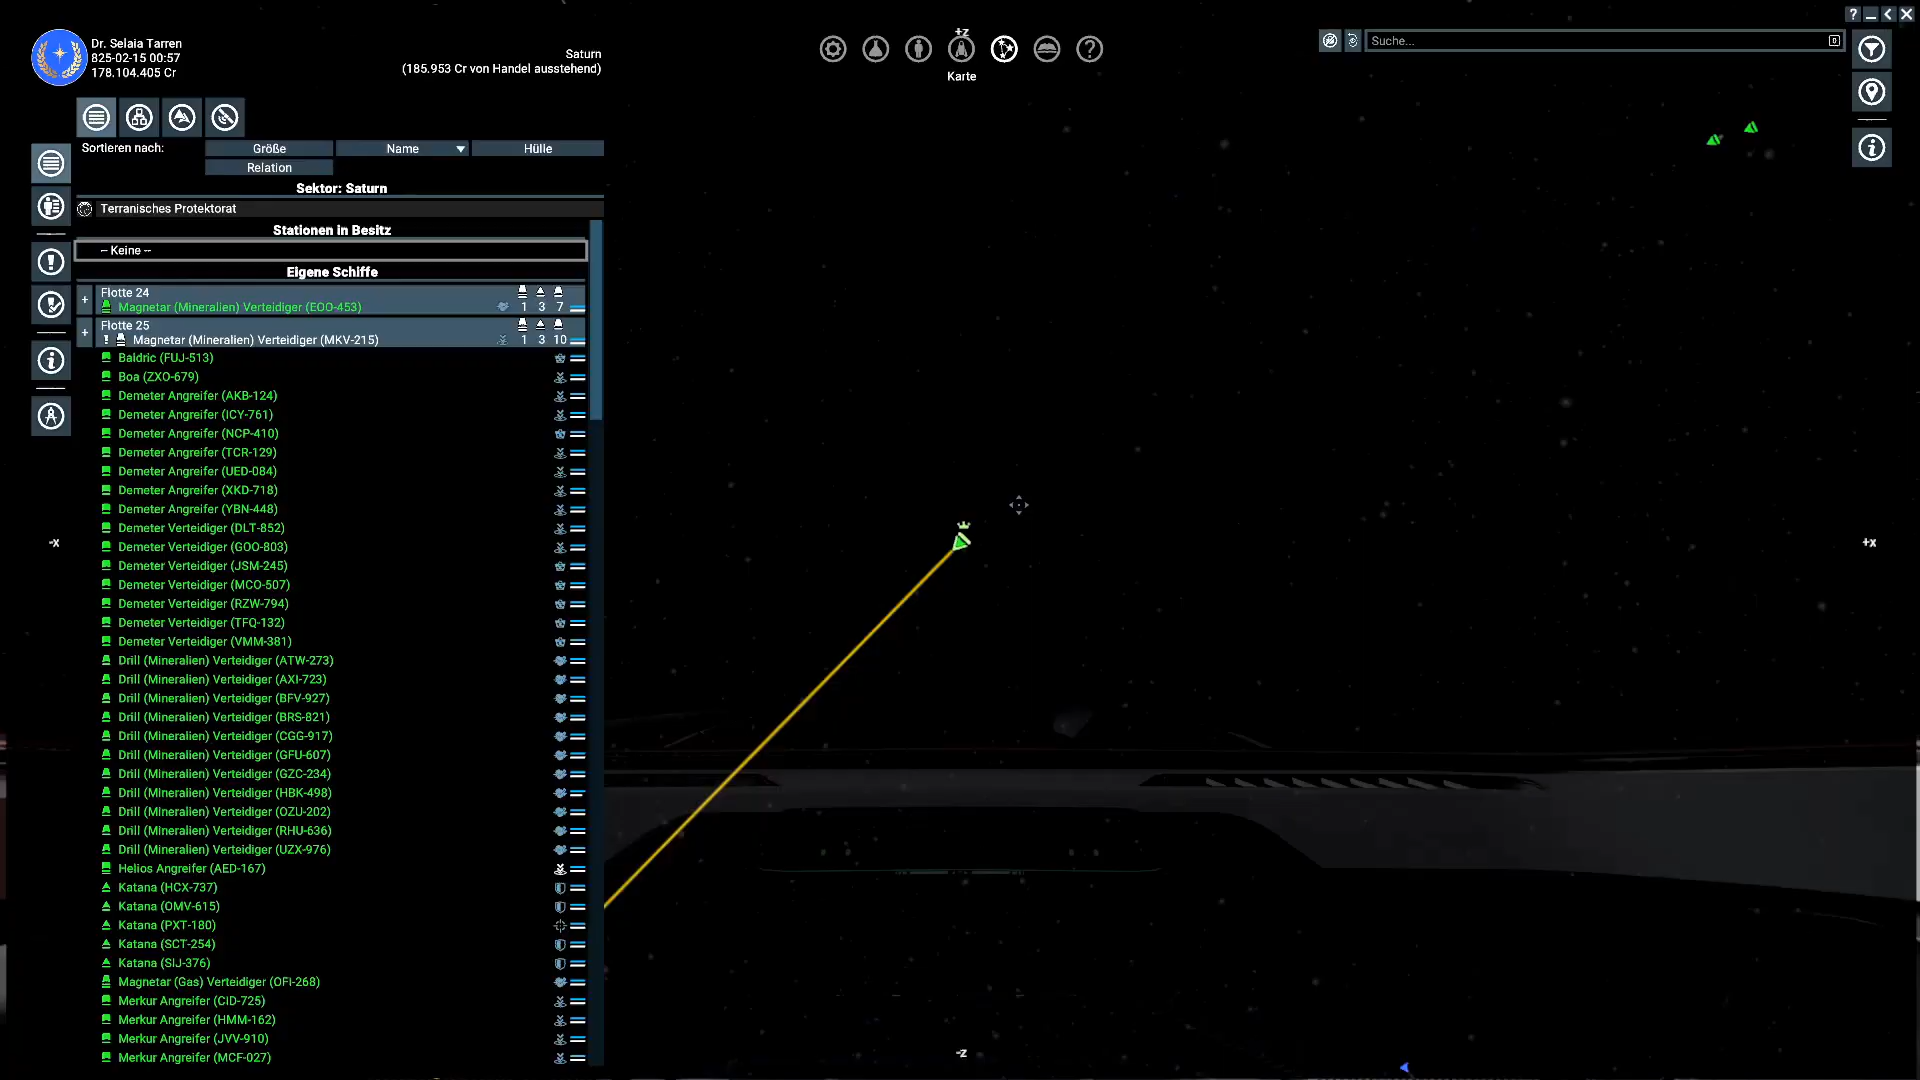 Dr. Selaia Tarren
825-02-15 00:57
178.104.405 Cr
Saturn
(185.953 Cr von Handel ausstehend)
+z
Karte
Suche...
Sortieren nach:
Größe
Name
Hülle
Relation
Sektor: Saturn
Terranisches Protektorat
Stationen in Besitz
-- Keine --
Eigene Schiffe
Flotte 24
Magnetar (Mineralien) Verteidiger (EOO-453) 1 3 7
Flotte 25
! Magnetar (Mineralien) Verteidiger (MKV-215) 1 3 10
Baldric (FUJ-513)
Boa (ZXO-679)
Demeter Angreifer (AKB-124)
Demeter Angreifer (ICY-761)
Demeter Angreifer (NCP-410)
Demeter Angreifer (TCR-129)
Demeter Angreifer (UED-084)
Demeter Angreifer (XKD-718)
Demeter Angreifer (YBN-448)
Demeter Verteidiger (DLT-852)
Demeter Verteidiger (GOO-803)
Demeter Verteidiger (JSM-245)
Demeter Verteidiger (MCO-507)
Demeter Verteidiger (RZW-794)
Demeter Verteidiger (TFQ-132)
Demeter Verteidiger (VMM-381)
Drill (Mineralien) Verteidiger (ATW-273)
Drill (Mineralien) Verteidiger (AXI-723)
Drill (Mineralien) Verteidiger (BFV-927)
Drill (Mineralien) Verteidiger (BRS-821)
Drill (Mineralien) Verteidiger (CGG-917)
Drill (Mineralien) Verteidiger (GFU-607)
Drill (Mineralien) Verteidiger (GZC-234)
Drill (Mineralien) Verteidiger (HBK-498)
Drill (Mineralien) Verteidiger (OZU-202)
Drill (Mineralien) Verteidiger (RHU-636)
Drill (Mineralien) Verteidiger (UZX-976)
Helios Angreifer (AED-167)
Katana (HCX-737)
Katana (OMV-615)
Katana (PXT-180)
Katana (SCT-254)
Katana (SIJ-376)
Magnetar (Gas) Verteidiger (OFI-268)
Merkur Angreifer (CID-725)
Merkur Angreifer (HMM-162)
Merkur Angreifer (JVV-910)
Merkur Angreifer (MCF-027)
-x
+x
-z